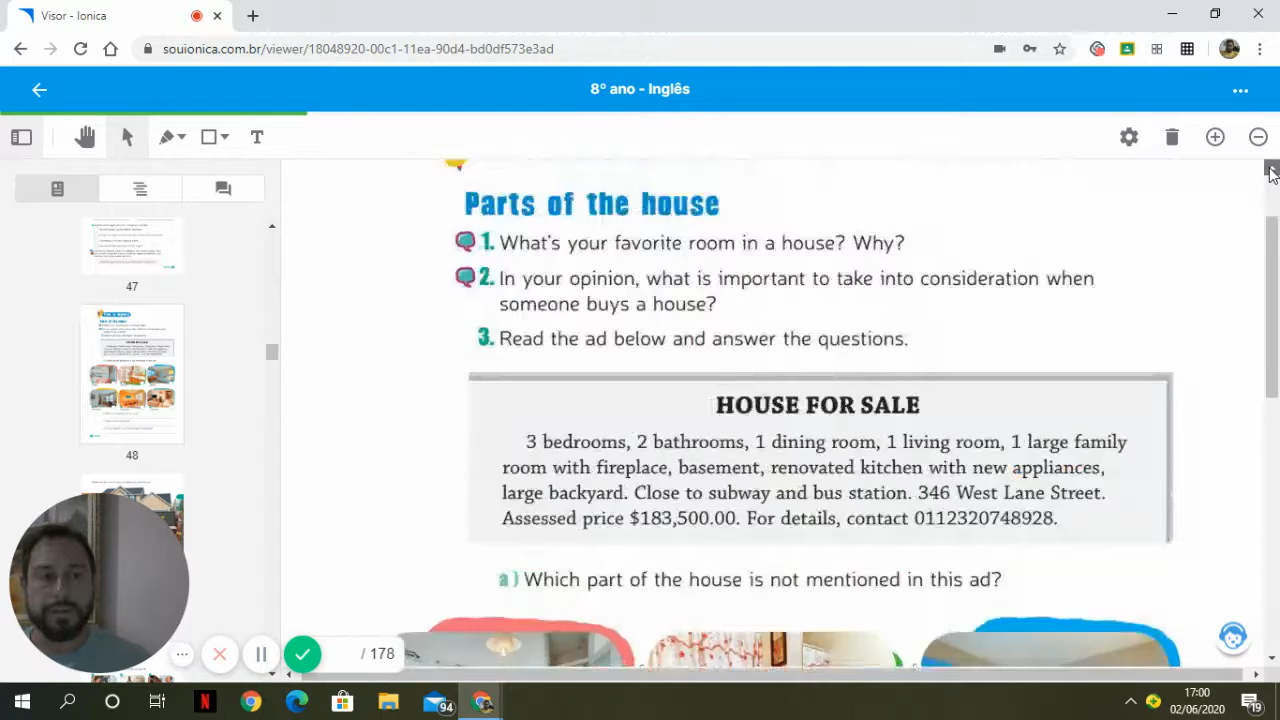 Visor - Ionica
souionica.com.br/viewer/18048920-00c1-11ea-90d4-bd0df573e3ad
8º ano - Inglês
T
47
48
Parts of the house
1. What's your favorite room in a house? Why?
2. In your opinion, what is important to take into consideration when
someone buys a house?
3. Read the ad below and answer the questions.
HOUSE FOR SALE
3 bedrooms, 2 bathrooms, 1 dining room, 1 living room, 1 large family
room with fireplace, basement, renovated kitchen with new appliances,
large backyard. Close to subway and bus station. 346 West Lane Street.
Assessed price $183,500.00. For details, contact 0112320748928.
a) Which part of the house is not mentioned in this ad?
/ 178
N
94
17:00
02/06/2020
19